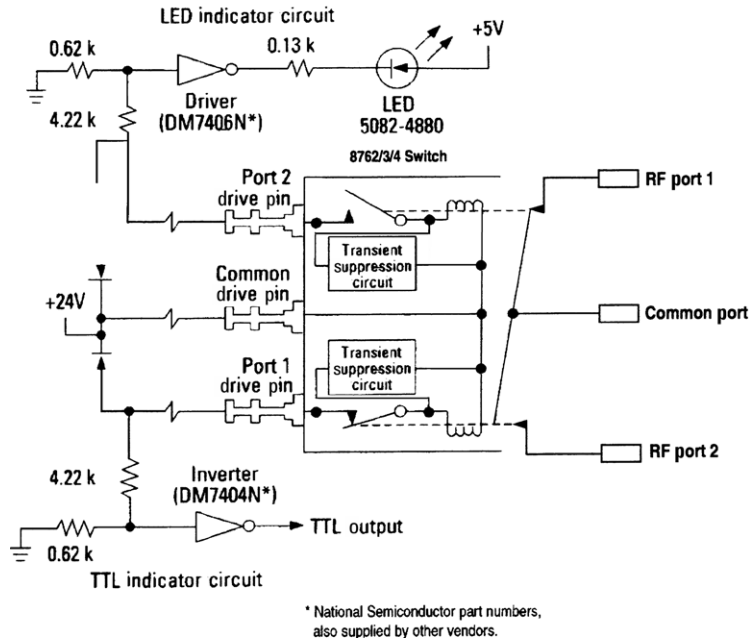 LED indicator circuit
0.62 k
0.13 k
+5V
Driver
(DM7406N*)
LED
5082-4880
4.22 k
8762/3/4 Switch
Port 2
drive pin
RF port 1
Transient
suppression
circuit
Common
drive pin
+24V
Common port
Transient
suppression
circuit
Port 1
drive pin
RF port 2
4.22 k
Inverter
(DM7404N*)
TTL output
0.62 k
TTL indicator circuit
* National Semiconductor part numbers,
also supplied by other vendors.